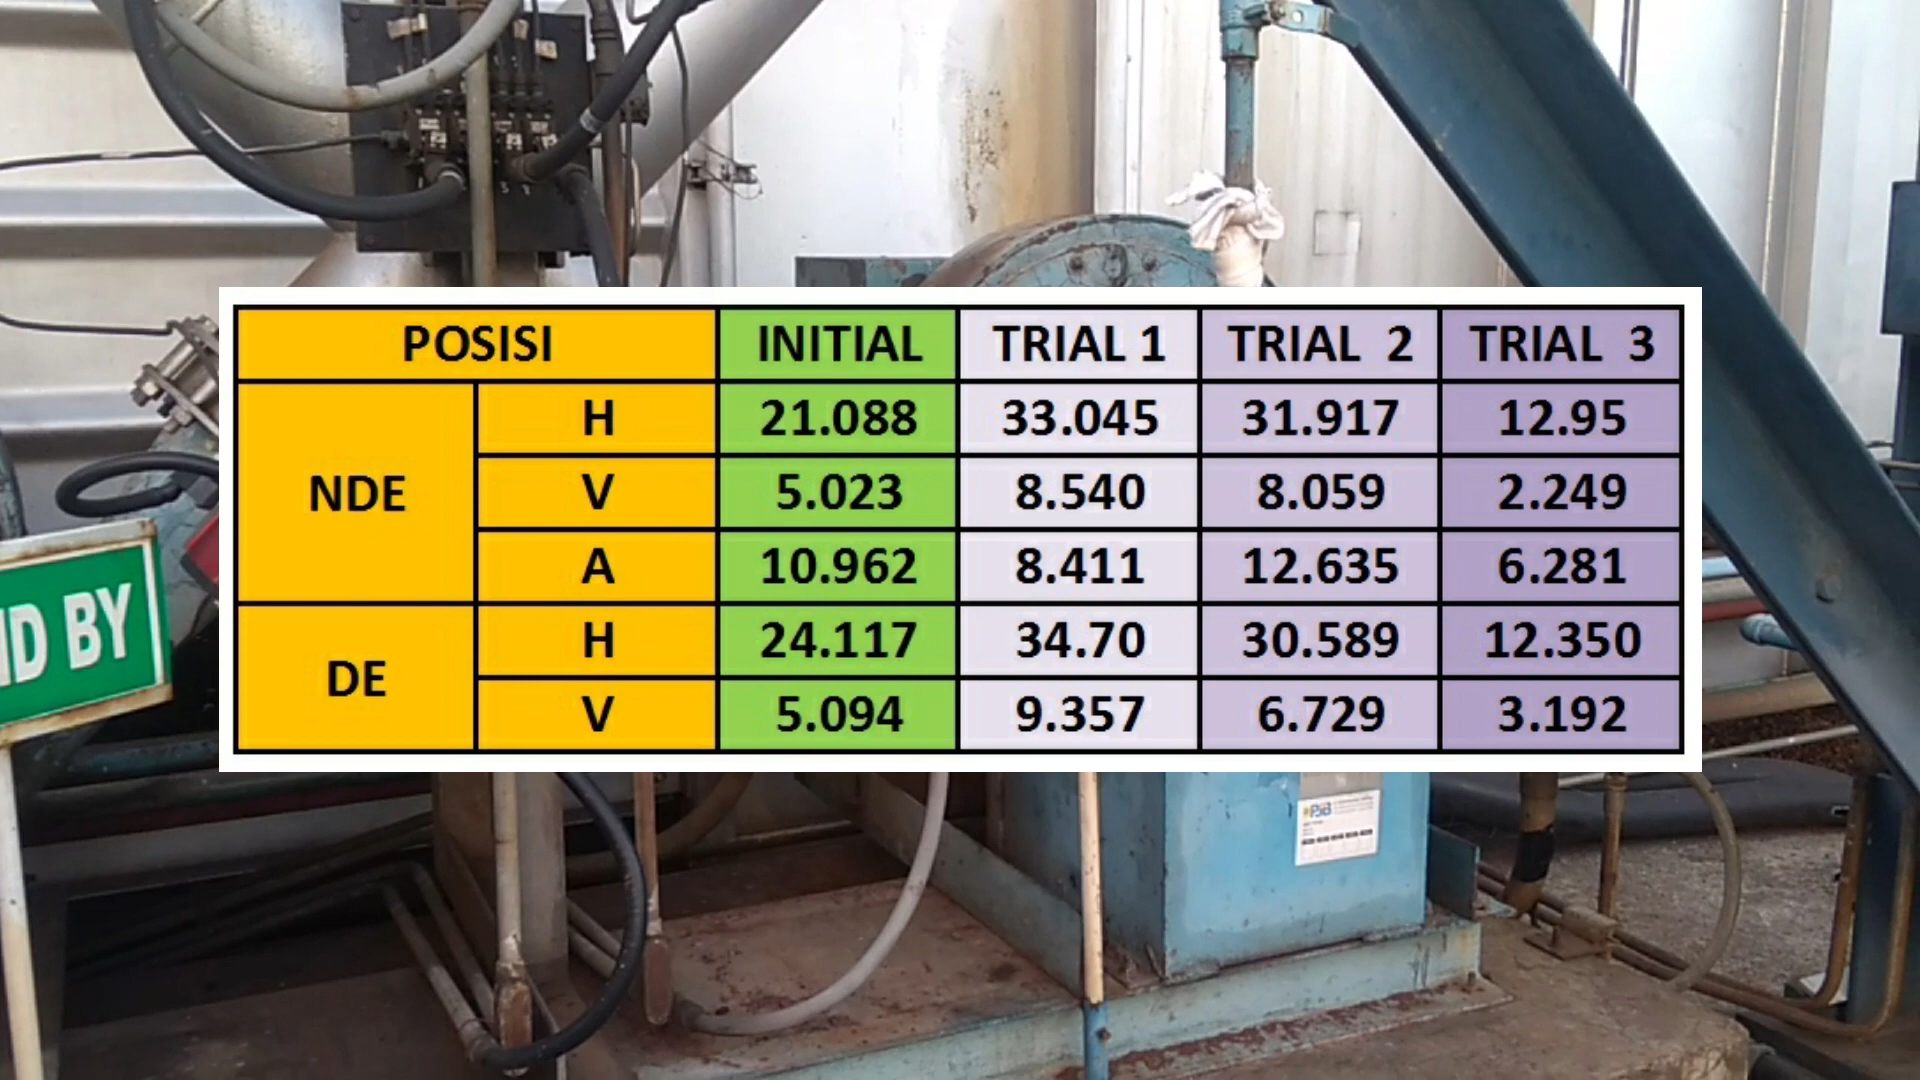 POSISI INITIAL TRIAL 1 TRIAL 2 TRIAL 3
NDE H 21.088 33.045 31.917 12.95
V 5.023 8.540 8.059 2.249
A 10.962 8.411 12.635 6.281
DE H 24.117 34.70 30.589 12.350
V 5.094 9.357 6.729 3.192
ND BY
PJB